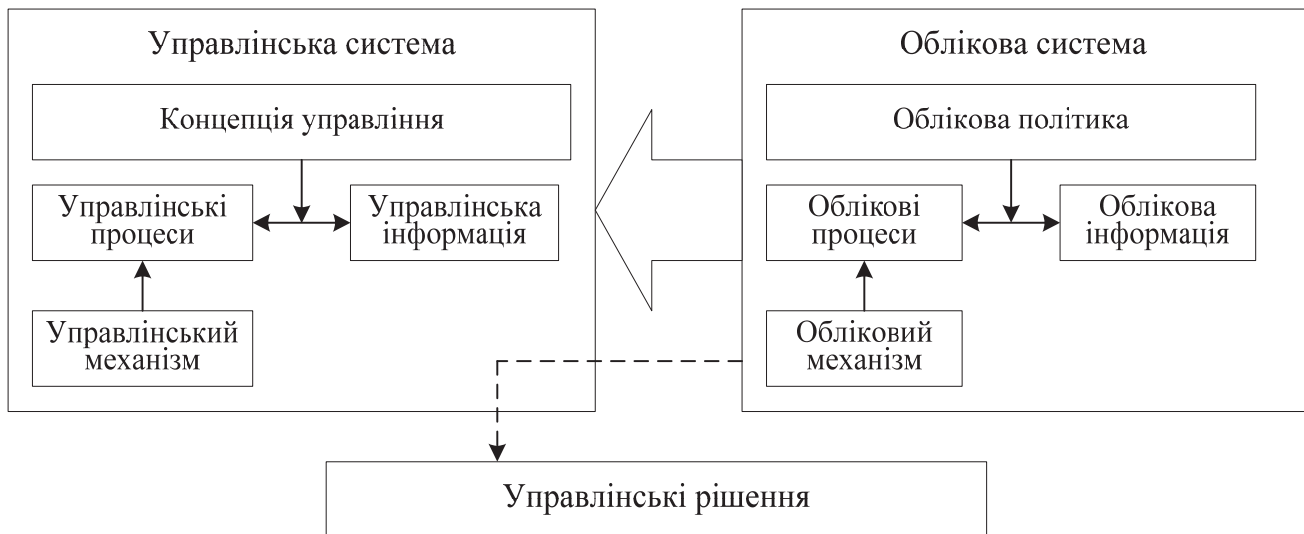 Управлінська система
Концепція управління
Управлінські
процеси
Управлінська
інформація
Управлінський
механізм
Облікова система
Облікова політика
Облікові
процеси
Облікова
інформація
Обліковий
механізм
Управлінські рішення